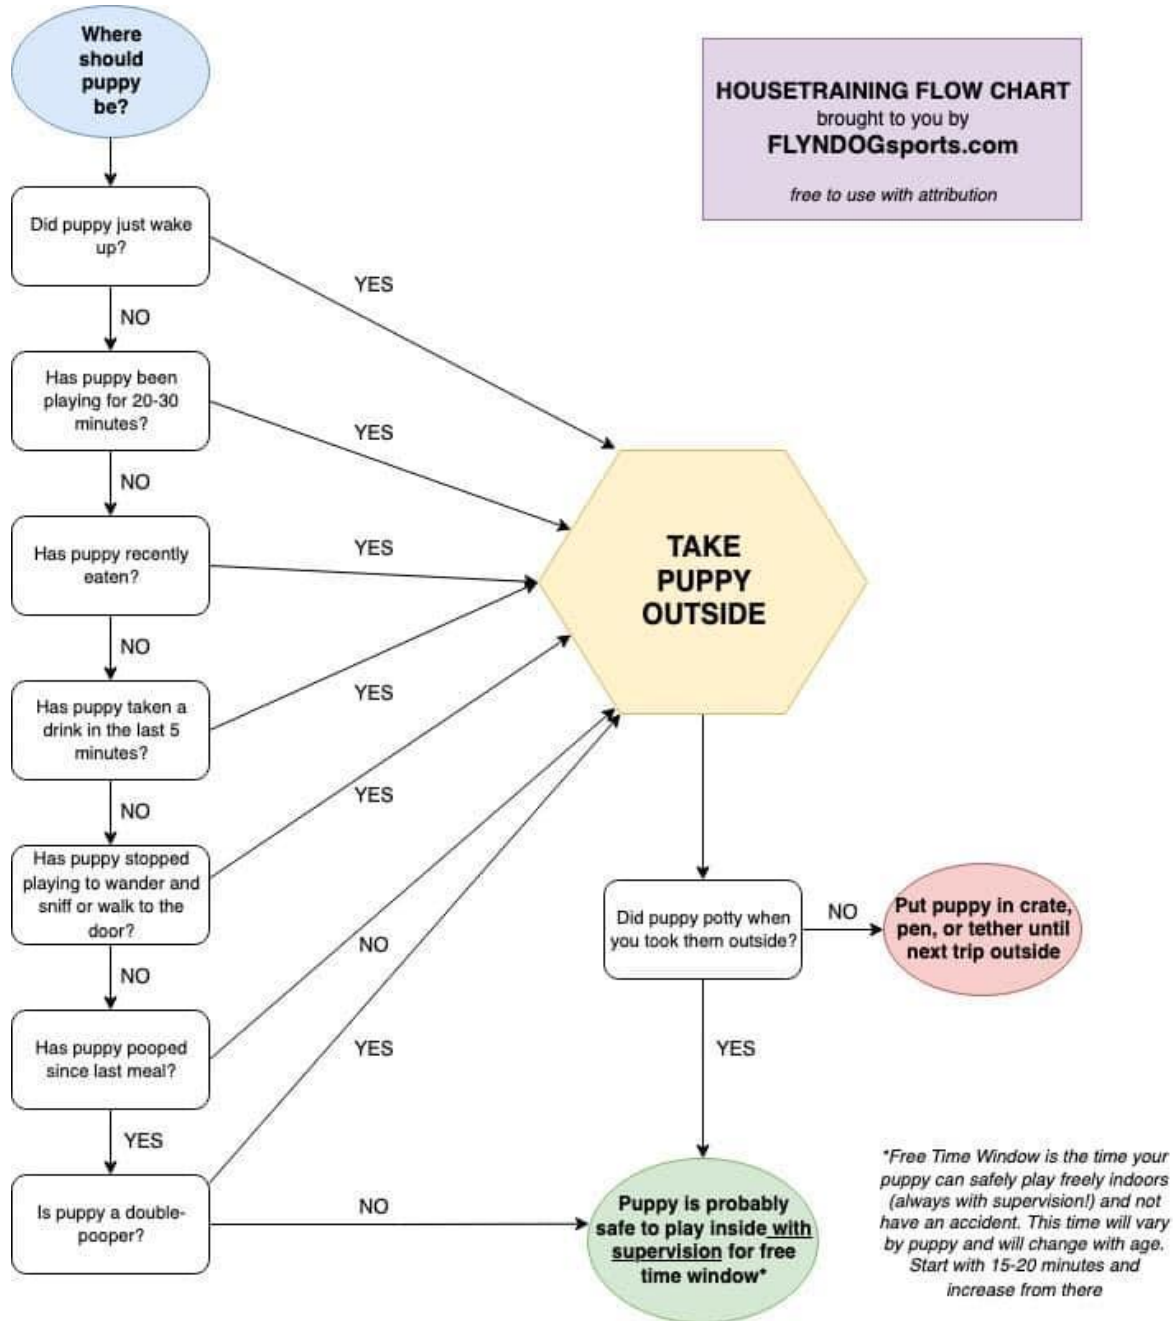 Where
should
puppy
be?
HOUSETRAINING FLOW CHART
brought to you by
FLYNDOGsports.com
free to use with attribution
Did puppy just wake
up?
YES
NO
Has puppy been
playing for 20-30
minutes?
YES
NO
Has puppy recently
eaten?
YES
NO
Has puppy taken a
drink in the last 5
minutes?
YES
NO
Has puppy stopped
playing to wander and
sniff or walk to the
door?
YES
NO
Has puppy pooped
since last meal?
NO
YES
Is puppy a double-
pooper?
YES
NO
TAKE
PUPPY
OUTSIDE
Did puppy potty when
you took them outside?
NO
Put puppy in crate,
pen, or tether until
next trip outside
YES
Puppy is probably
safe to play inside with
supervision for free
time window*
*Free Time Window is the time your
puppy can safely play freely indoors
(always with supervision!) and not
have an accident. This time will vary
by puppy and will change with age.
Start with 15-20 minutes and
increase from there